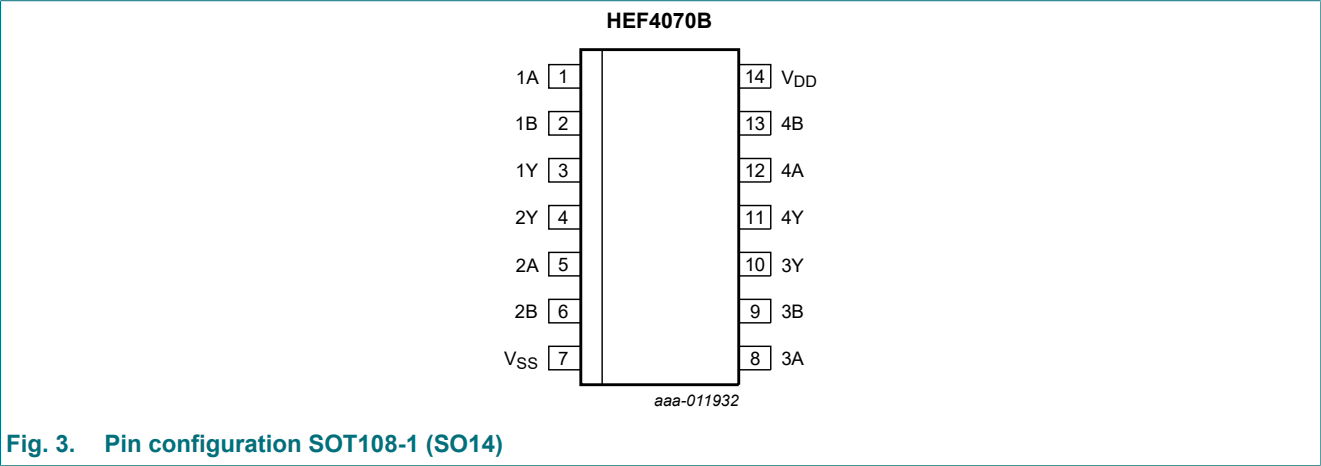 HEF4070B
1A 1 14 VDD
1B 2 13 4B
1Y 3 12 4A
2Y 4 11 4Y
2A 5 10 3Y
2B 6 9 3B
VSS 7 8 3A
aaa-011932
Fig. 3. Pin configuration SOT108-1 (SO14)